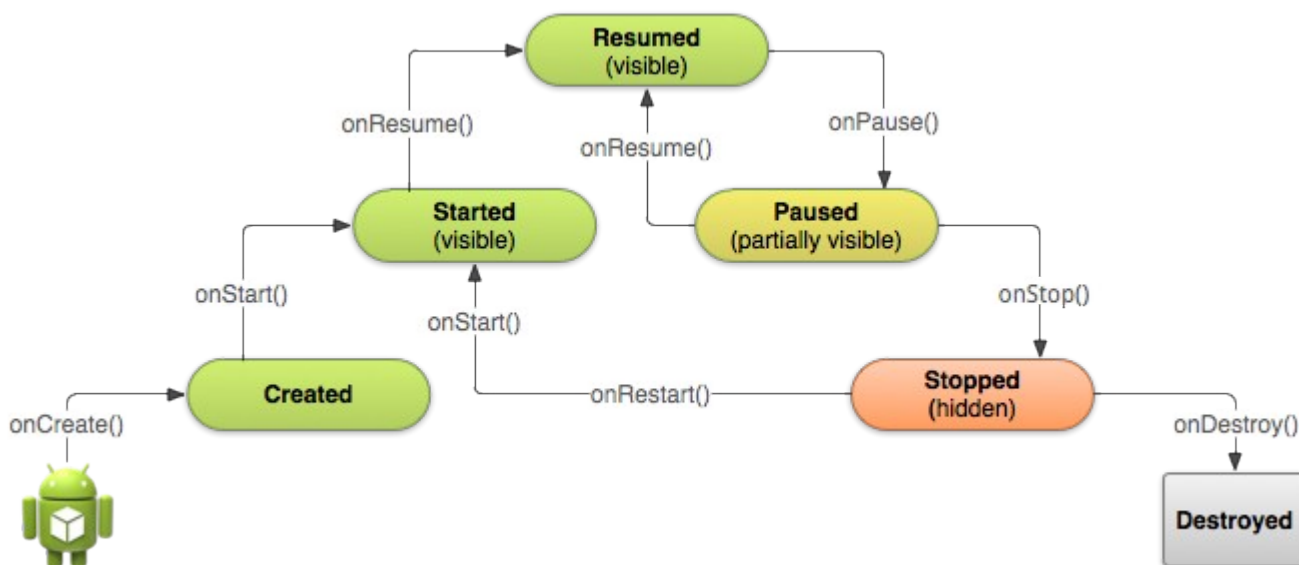 Resumed
(visible)
onResume()
onResume()
onPause()
Started
(visible)
Paused
(partially visible)
onStart()
onStart()
onStop()
Created
onRestart()
Stopped
(hidden)
onCreate()
onDestroy()
Destroyed